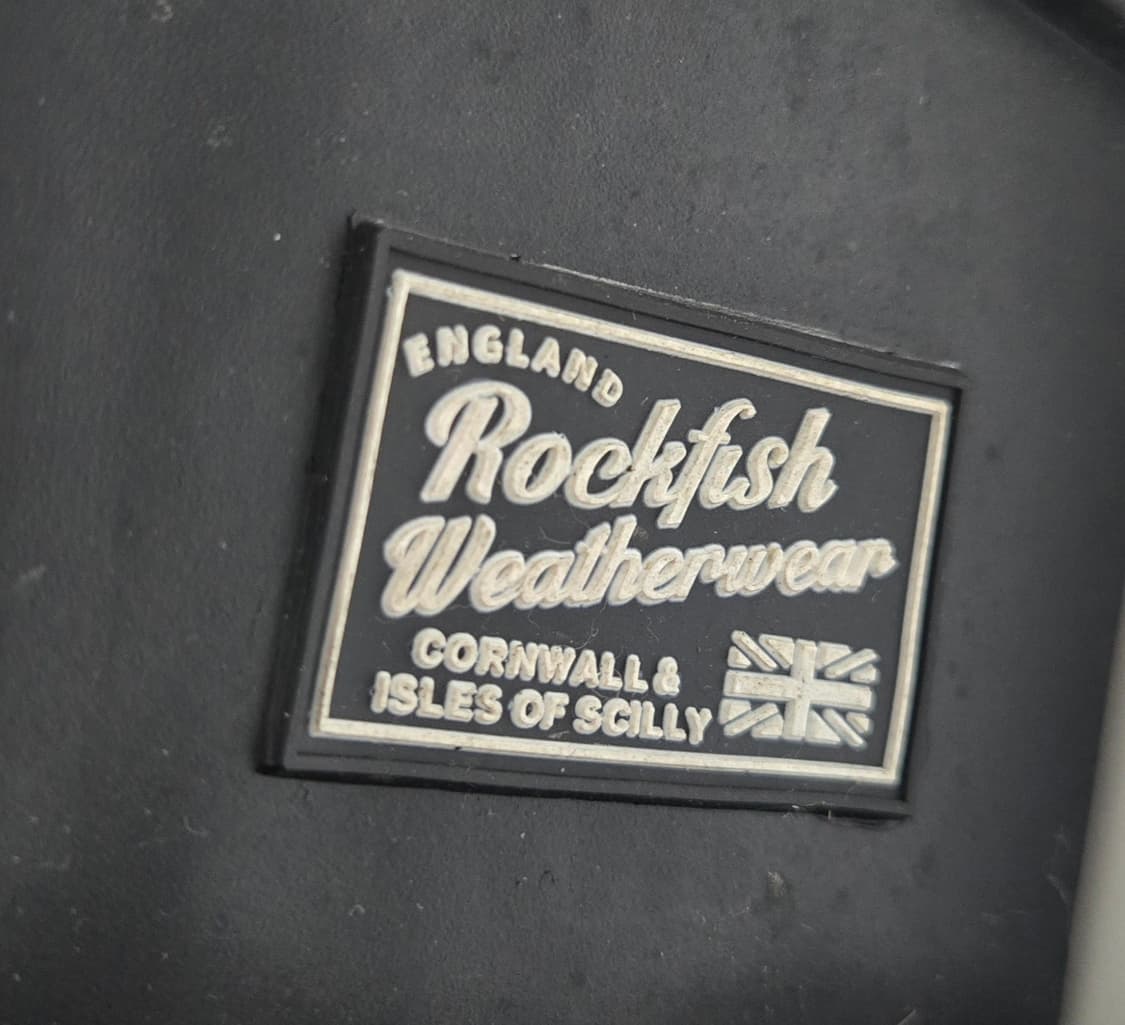 ENGLAND
Rockfish
Weatherwear
CORNWALL &
ISLES OF SCILLY